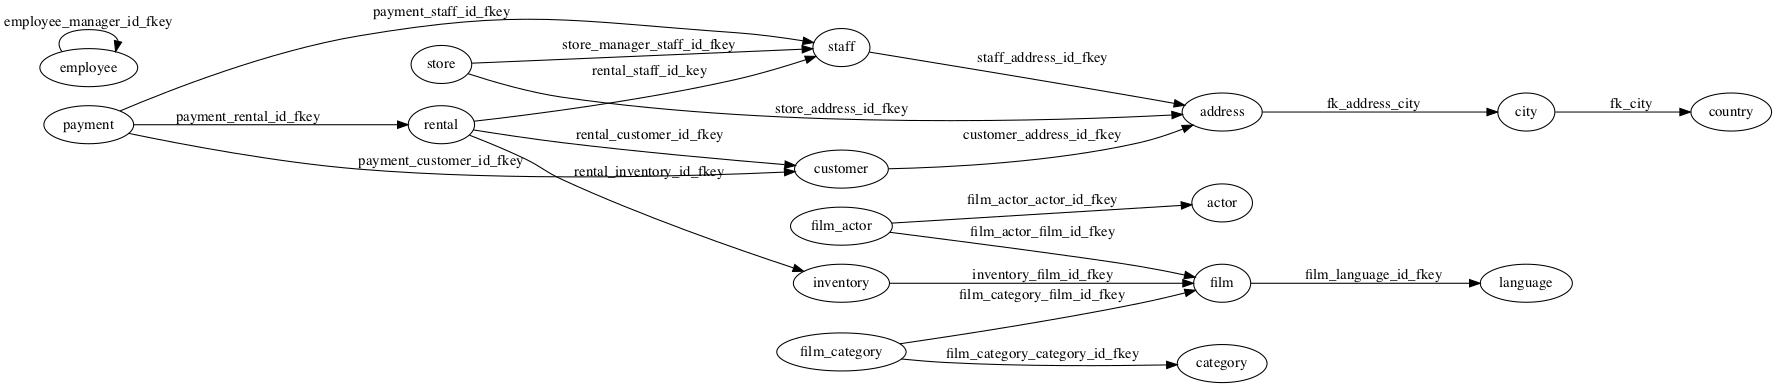 employee_manager_id_fkey
employee
payment_staff_id_fkey
staff
store_manager_staff_id_fkey
store
rental_staff_id_key
staff_address_id_fkey
payment
payment_rental_id_fkey
rental
store_address_id_fkey
address
fk_address_city
city
fk_city
country
rental_customer_id_fkey
customer_address_id_fkey
payment_customer_id_fkey
rental_inventory_id_fkey
customer
film_actor
film_actor_actor_id_fkey
actor
film_actor_film_id_fkey
inventory
inventory_film_id_fkey
film
film_language_id_fkey
language
film_category_film_id_fkey
film_category
film_category_category_id_fkey
category